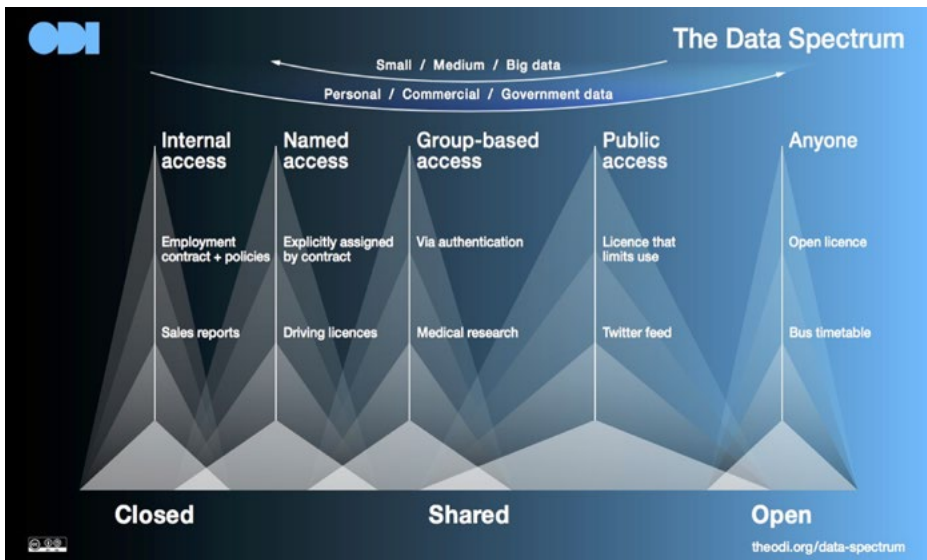 ODI
The Data Spectrum
Small / Medium / Big data
Personal / Commercial / Government data
Internal
access
Named
access
Group-based
access
Public
access
Anyone
Employment
contract + policies
Explicitly assigned
by contract
Via authentication
Licence that
limits use
Open licence
Sales reports
Driving licences
Medical research
Twitter feed
Bus timetable
Closed
Shared
Open
theodi.org/data-spectrum